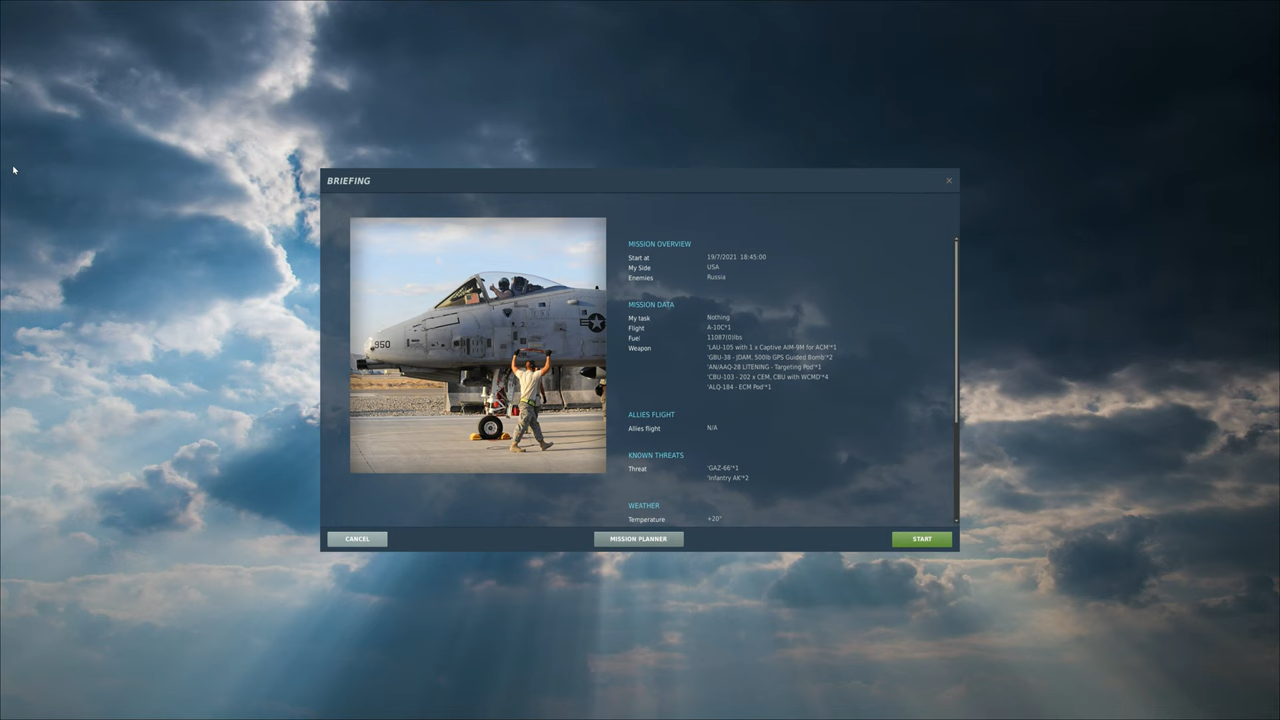 BRIEFING
950
MISSION OVERVIEW
Start at 19/7/2021 18:45:00
My Side USA
Enemies Russia
MISSION DATA
My task Nothing
Flight A-10C*1
Fuel 11087(0)lbs
Weapon 'LAU-105 with 1 x Captive AIM-9M for ACM'*1
'GBU-38 - JDAM, 500lb GPS Guided Bomb'*2
'AN/AAQ-28 LITENING - Targeting Pod'*1
'CBU-103 - 202 x CEM, CBU with WCMD'*4
'ALQ-184 - ECM Pod'*1
ALLIES FLIGHT
Allies flight N/A
KNOWN THREATS
Threat 'GAZ-66'*1
'Infantry AK'*2
WEATHER
Temperature +20°
CANCEL
MISSION PLANNER
START